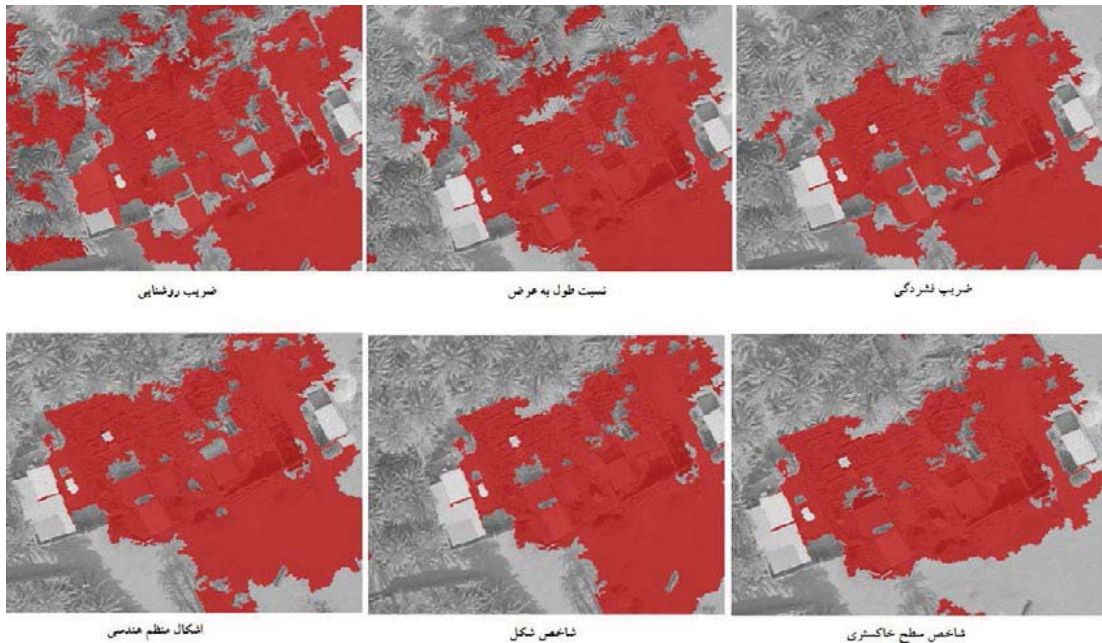 ضریب فشردگی
نسبت طول به عرض
ضریب روشنایی
شاخص سطح خاکستری
شاخص شکل
اشکال منظم هندسی